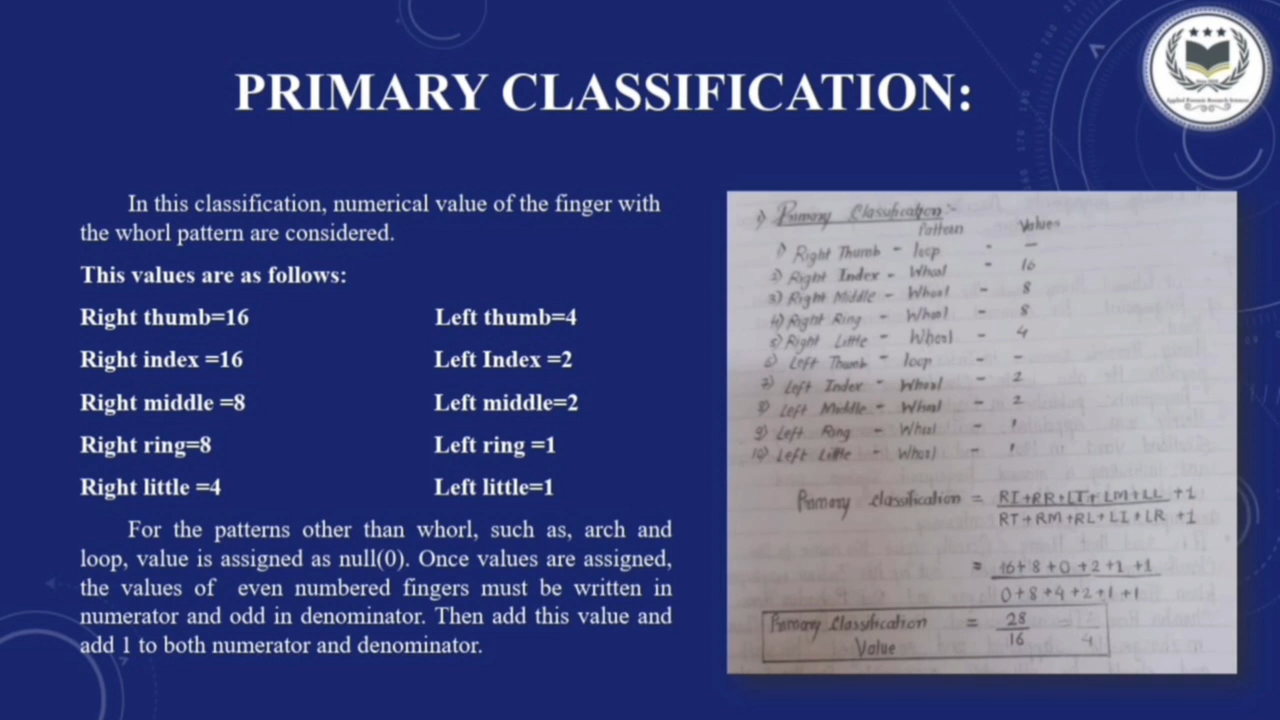 PRIMARY CLASSIFICATION:
In this classification, numerical value of the finger with
the whorl pattern are considered.
This values are as follows:
Right thumb=16 Left thumb=4
Right index =16 Left Index =2
Right middle =8 Left middle=2
Right ring=8 Left ring =1
Right little =4 Left little=1
For the patterns other than whorl, such as, arch and
loop, value is assigned as null(0). Once values are assigned,
the values of even numbered fingers must be written in
numerator and odd in denominator. Then add this value and
add 1 to both numerator and denominator.
Applied Forensic Research Sciences
1) Primary Classification:-
Pattern Values
1) Right Thumb - loop - —
2) Right Index - Whorl - 16
3) Right Middle - Whorl - 8
4) Right Ring - Whorl - 8
5) Right Little - Whorl - 4
6) Left Thumb - loop - -
7) Left Index - Whorl - 2
8) Left Middle - Whorl - 2
9) Left Ring - Whorl - 1
10) Left Little - Whorl - 1
Primary classification = RI+RR+LT+LM+LL +1
RT+RM+RL+LI+LR +1
= 16+8+0+2+1+1
0+8+4+2+1+1
Primary Classification = 28
Value 16